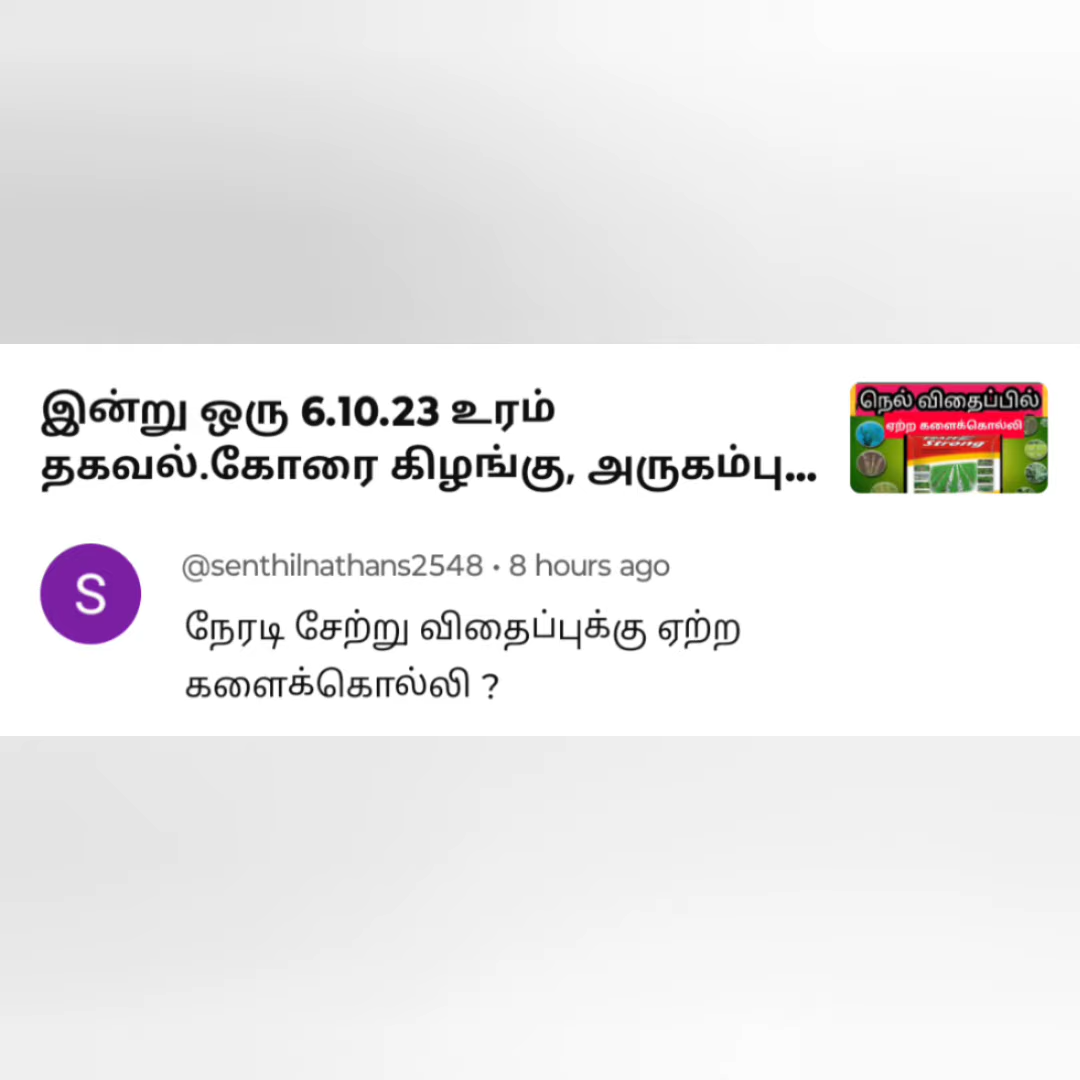 இன்று ஒரு 6.10.23 உரம்
தகவல்.கோரை கிழங்கு, அருகம்பு...
நெல் விதைப்பில்
ஏற்ற களைக்கொல்லி
Strong
S
@senthilnathans2548 • 8 hours ago
நேரடி சேற்று விதைப்புக்கு ஏற்ற
களைக்கொல்லி ?